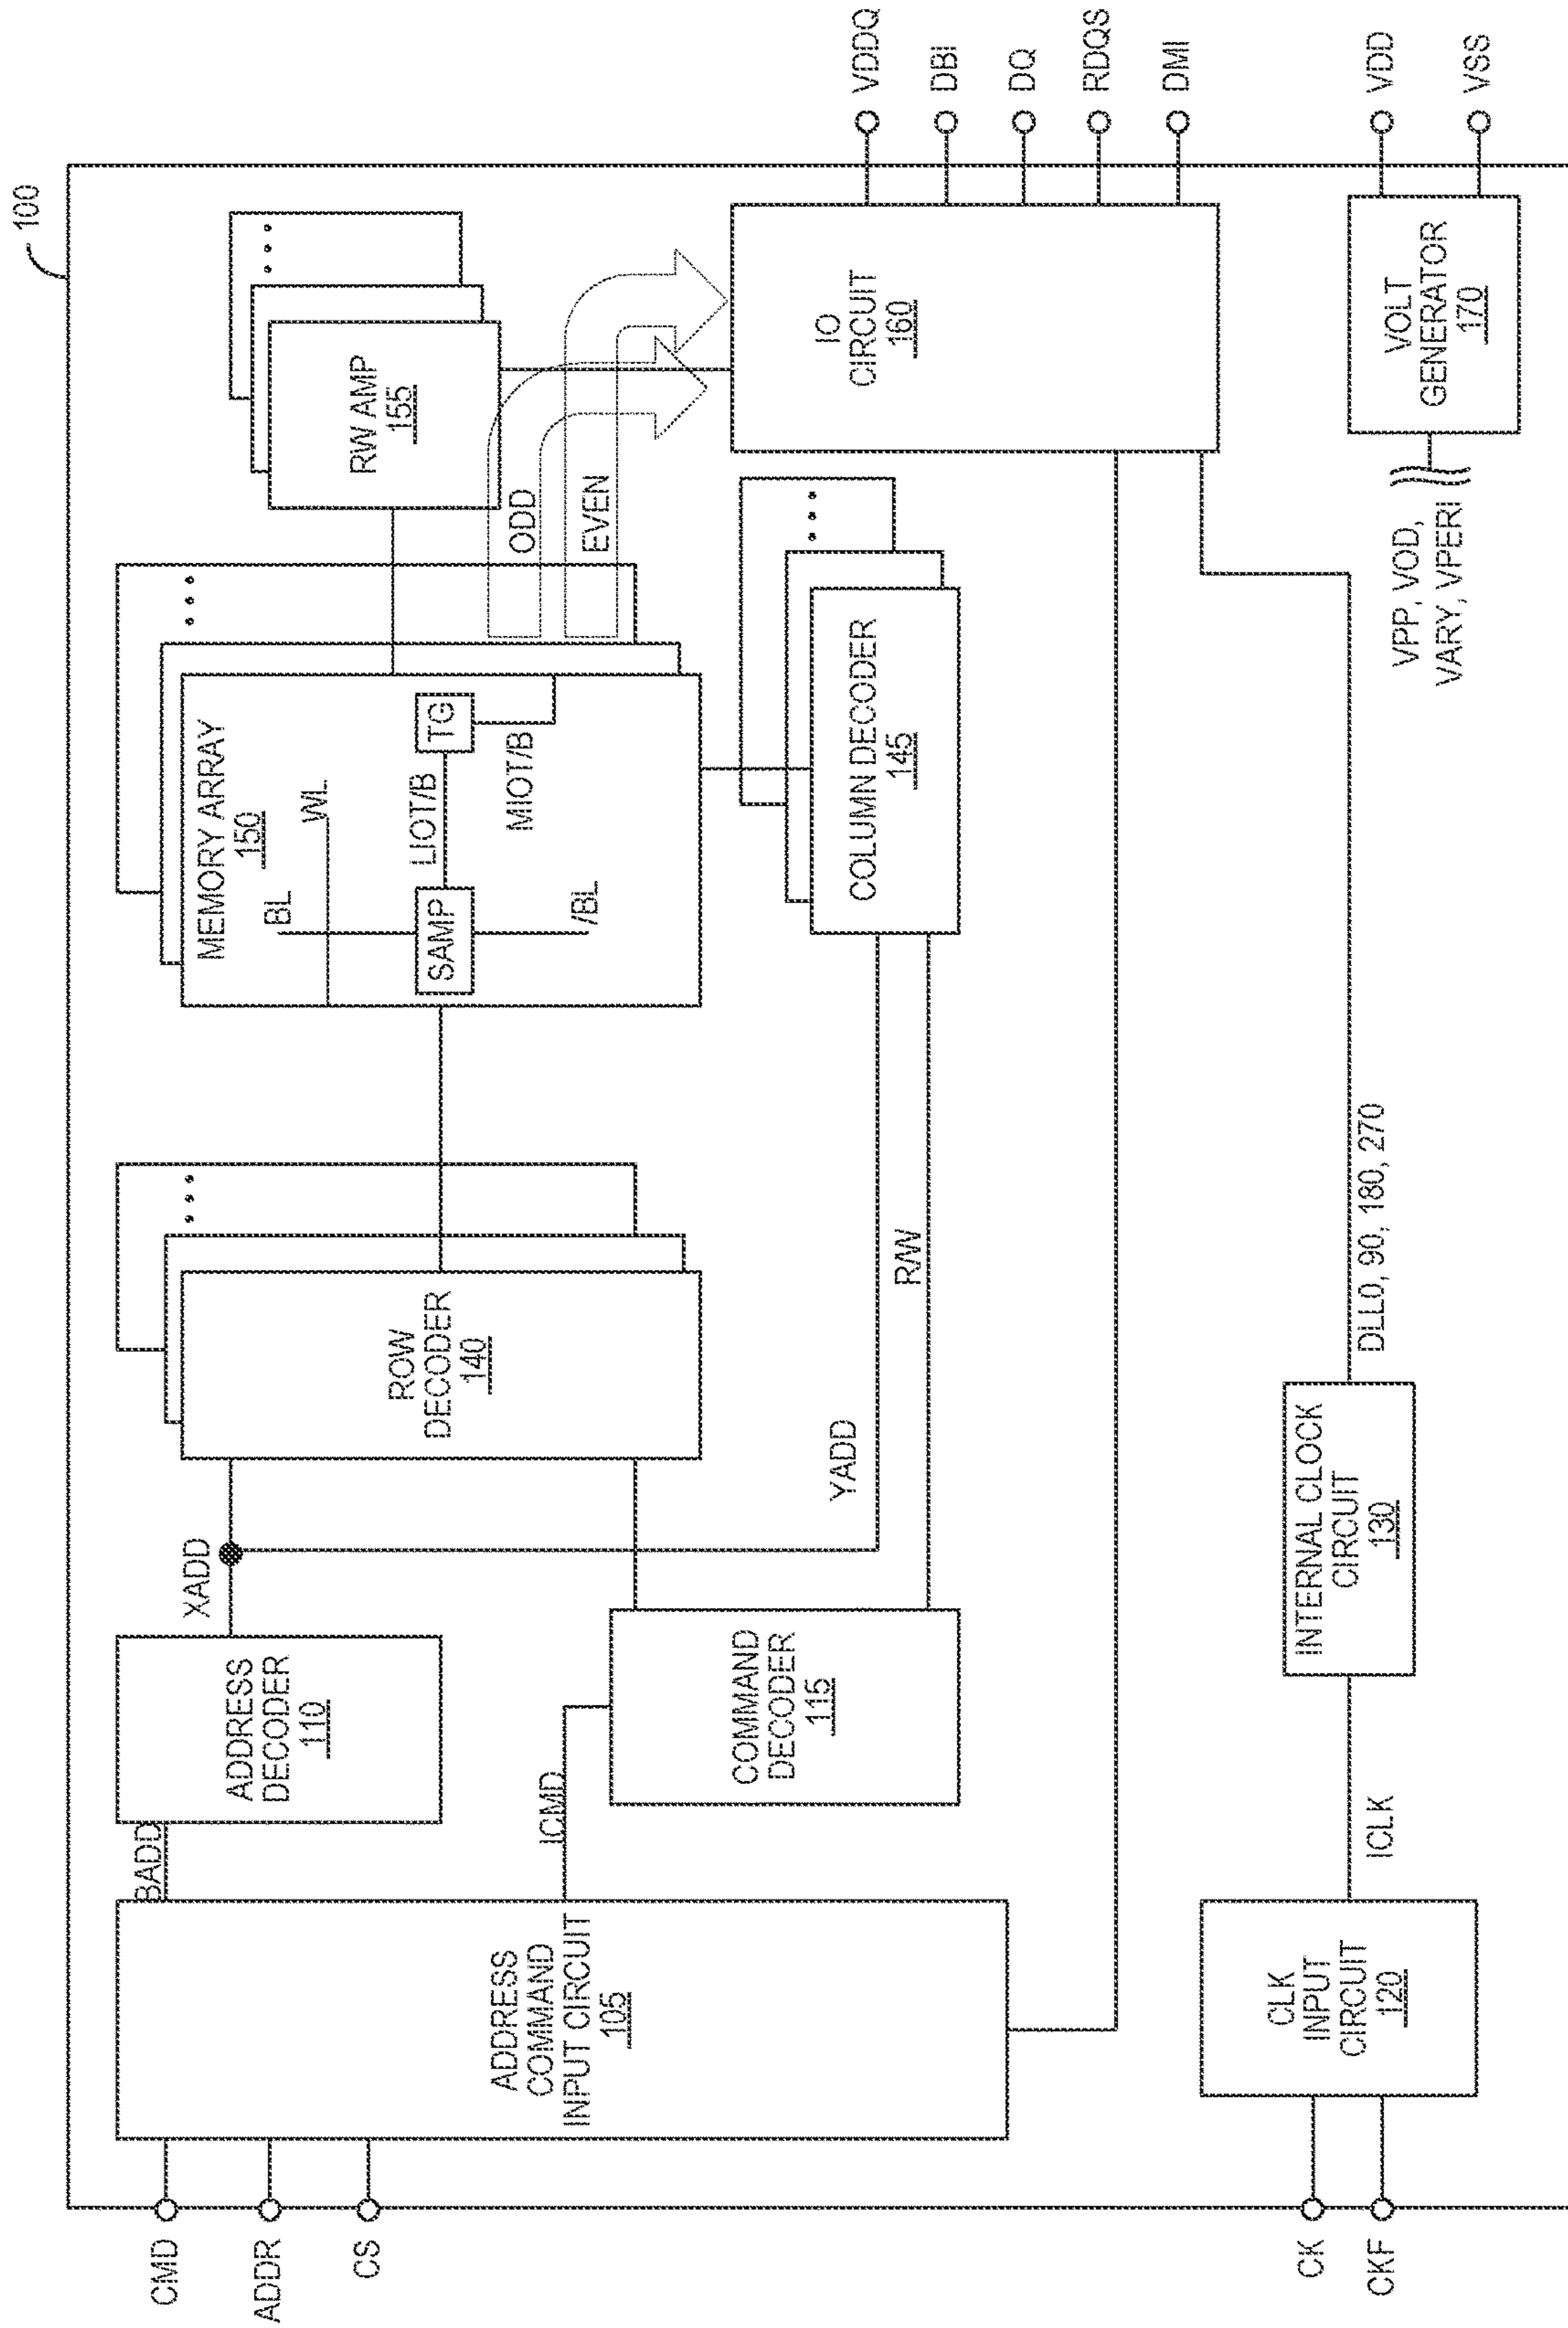 100
CMD
ADDR
CS
CK
CKF
ADDRESS
COMMAND
INPUT CIRCUIT
105
BADD
ICMD
ADDRESS
DECODER
110
COMMAND
DECODER
115
XADD
YADD
R/W
ROW
DECODER
140
MEMORY ARRAY
150
BL
WL
SAMP
LIOT/B
TG
MIOT/B
/BL
COLUMN DECODER
145
RW AMP
155
ODD
EVEN
IO
CIRCUIT
160
VDDQ
DBI
DQ
RDQS
DMI
CLK
INPUT
CIRCUIT
120
ICLK
INTERNAL CLOCK
CIRCUIT
130
DLL0, 90, 180, 270
VPP, VOD,
VARY, VPERI
VOLT
GENERATOR
170
VDD
VSS